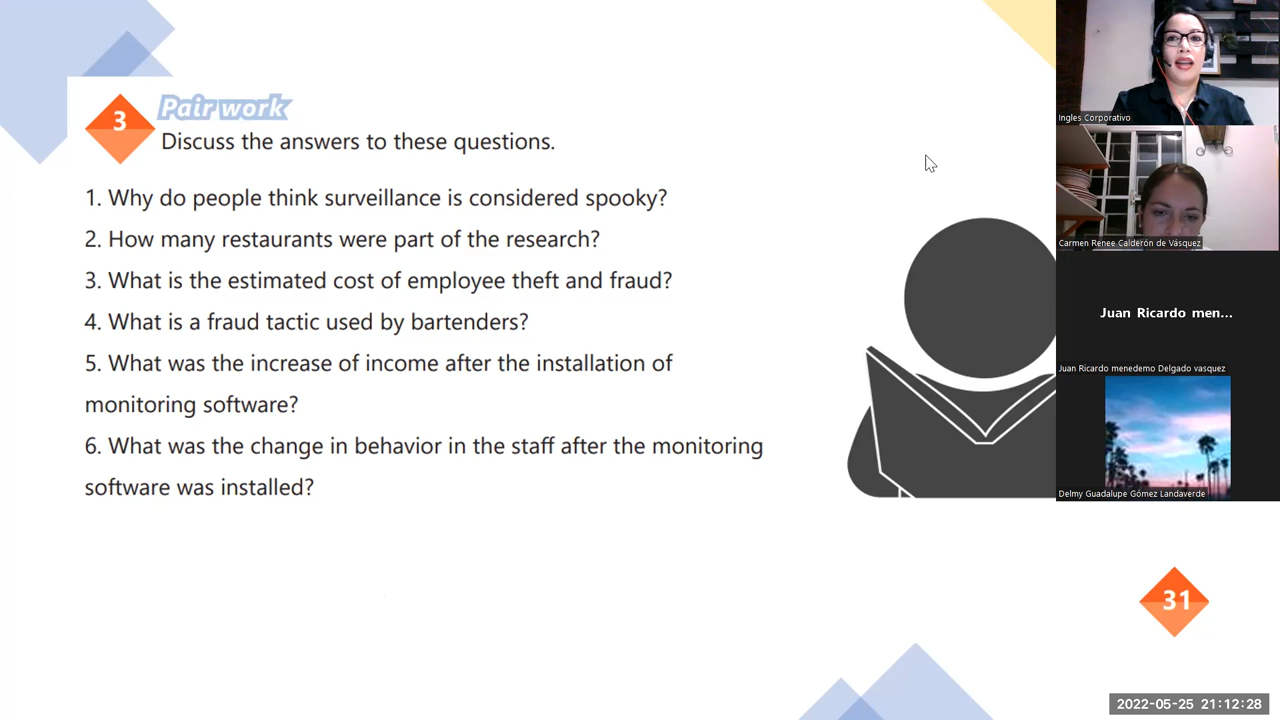 3
Pair work
Discuss the answers to these questions.
1. Why do people think surveillance is considered spooky?
2. How many restaurants were part of the research?
3. What is the estimated cost of employee theft and fraud?
4. What is a fraud tactic used by bartenders?
5. What was the increase of income after the installation of
monitoring software?
6. What was the change in behavior in the staff after the monitoring
software was installed?
31
Ingles Corporativo
Carmen Renee Calderón de Vásquez
Juan Ricardo men...
Juan Ricardo menedemo Delgado vasquez
Delmy Guadalupe Gómez Landaverde
2022-05-25 21:12:28